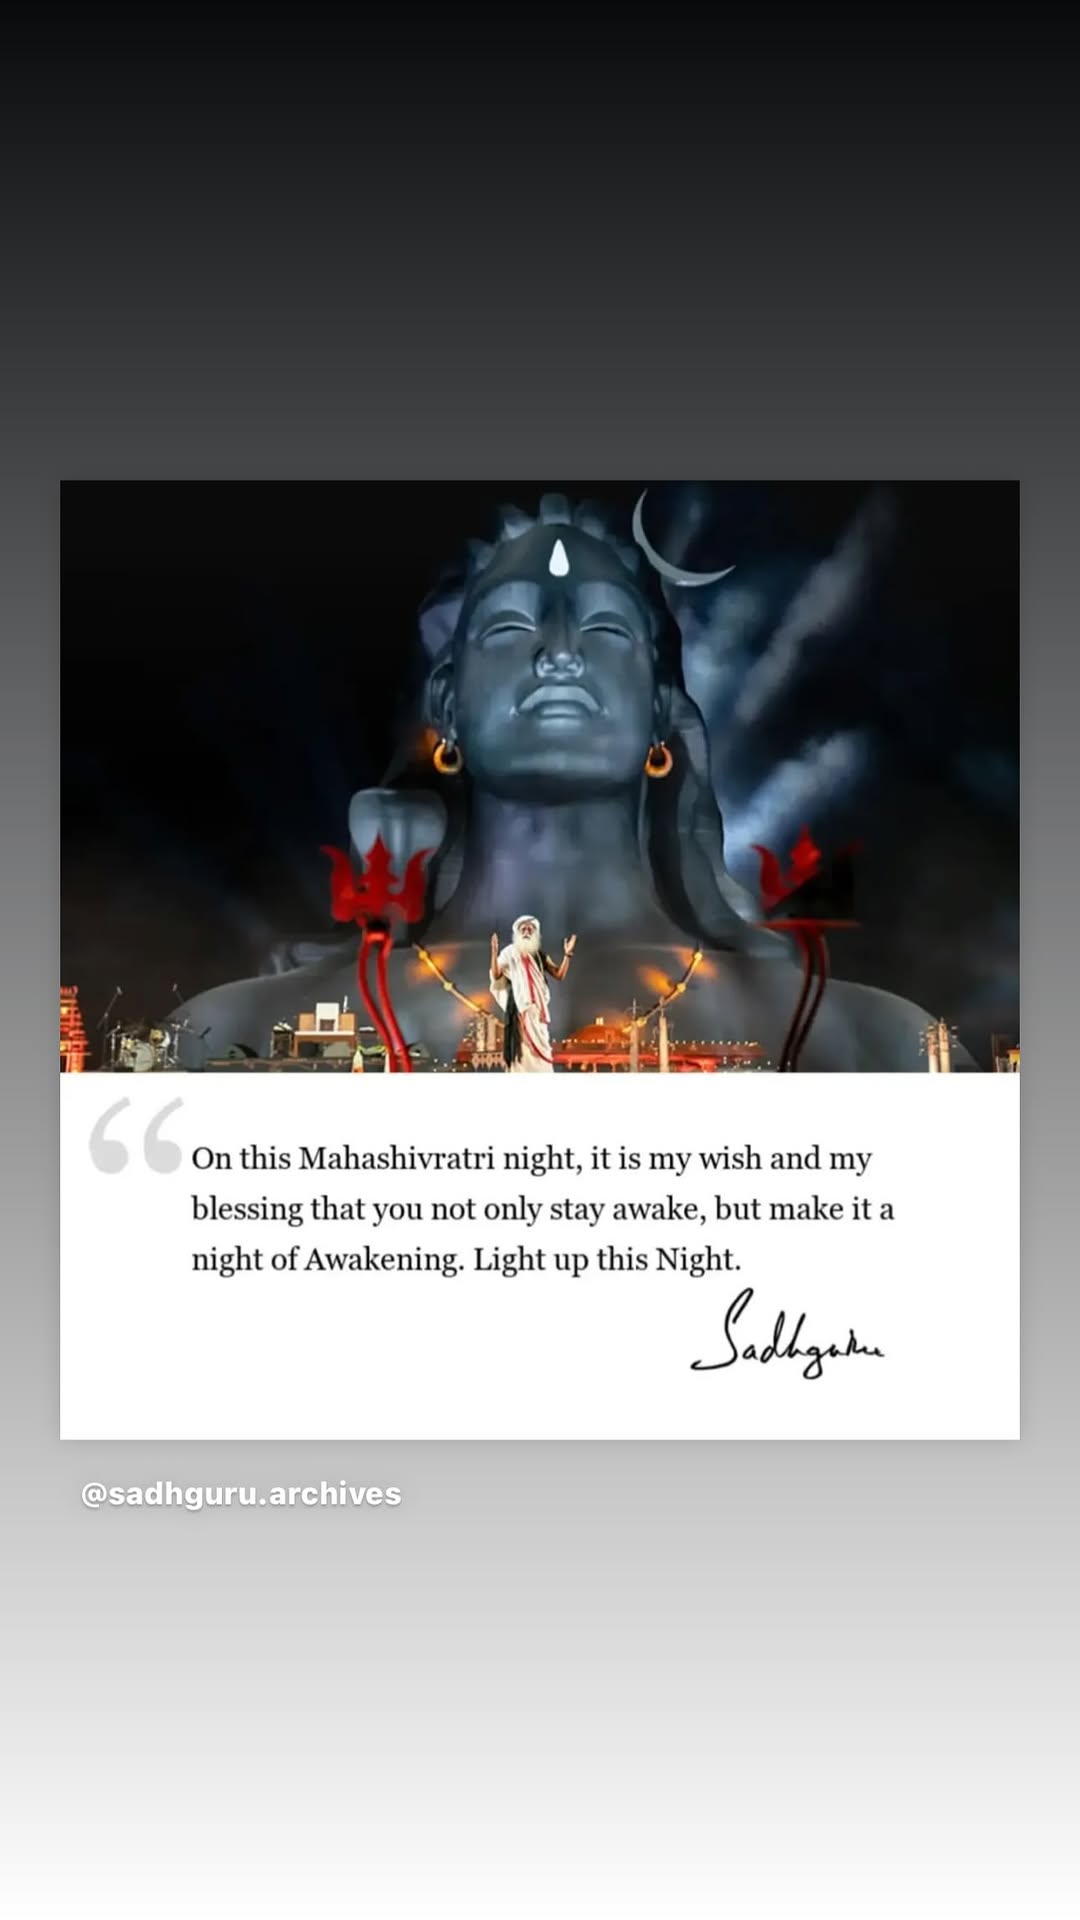 On this Mahashivratri night, it is my wish and my
blessing that you not only stay awake, but make it a
night of Awakening. Light up this Night.
Sadhguru
@sadhguru.archives